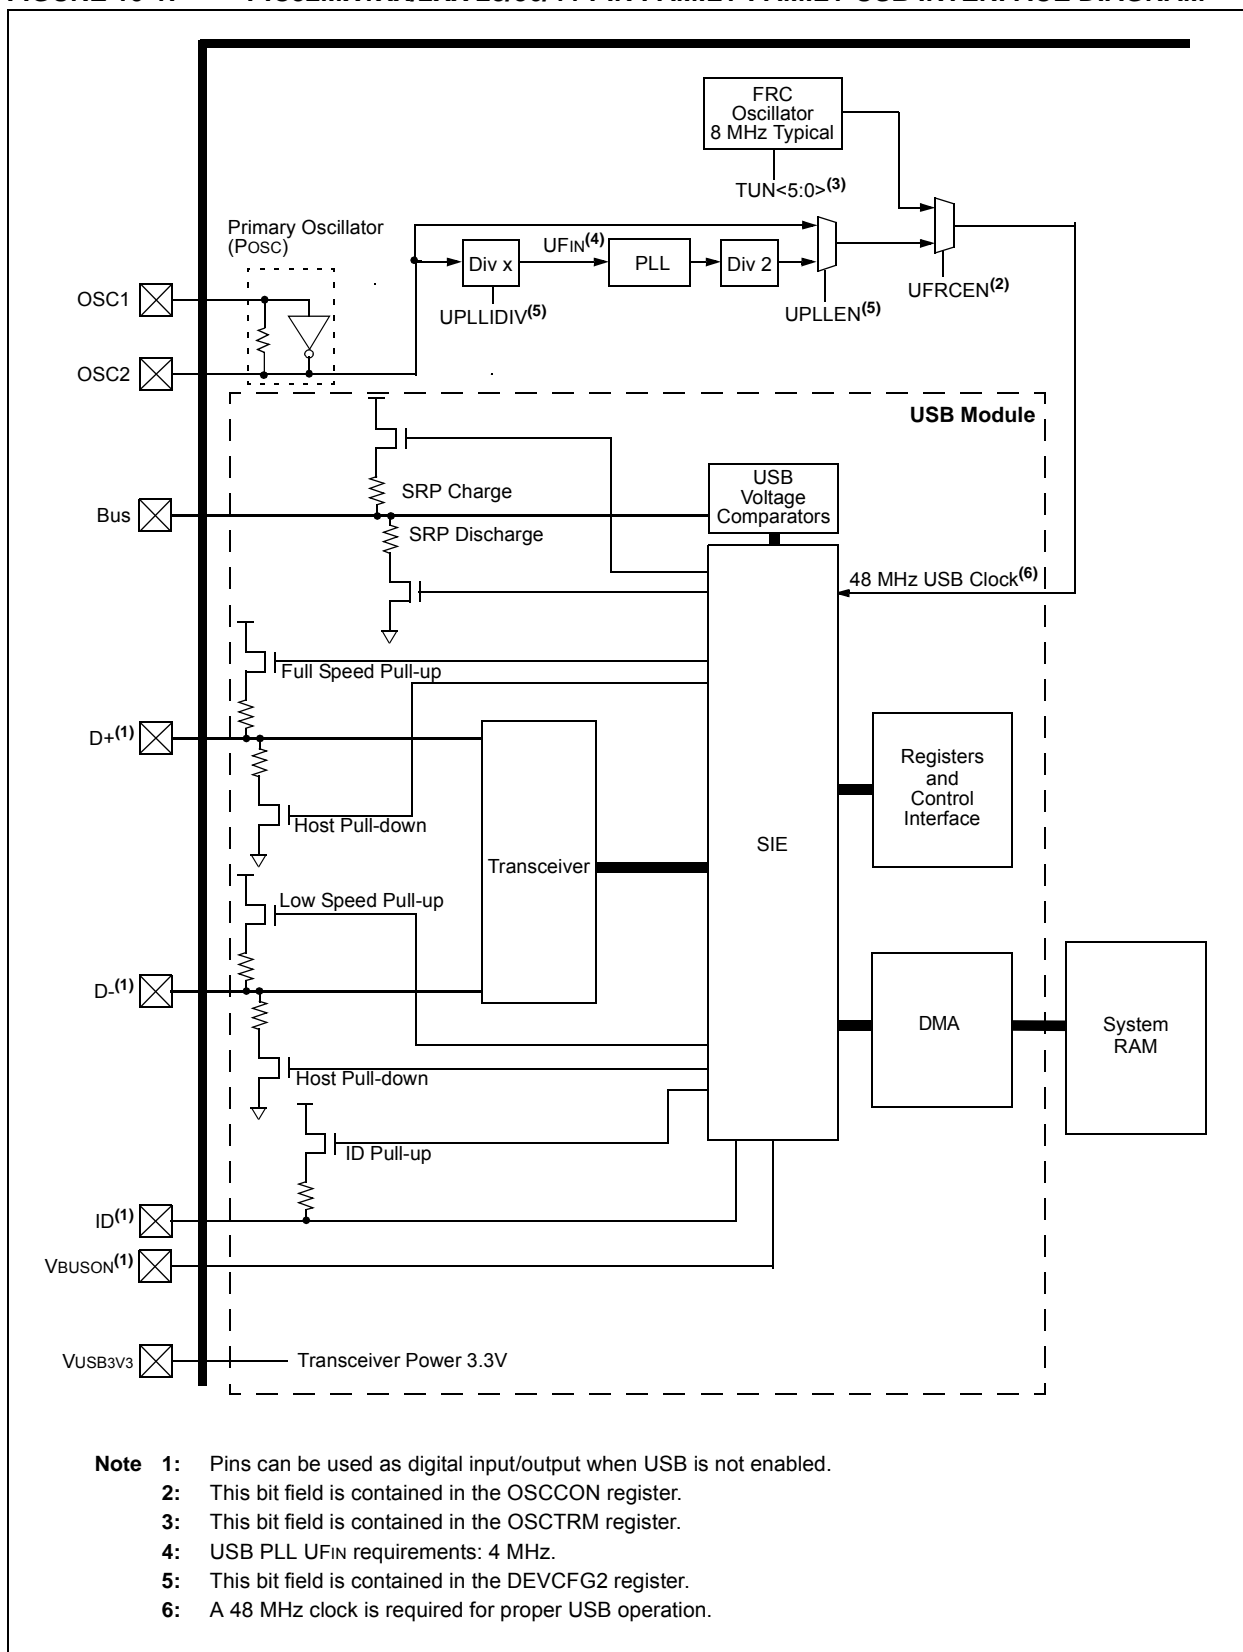 FRC
Oscillator
8 MHz Typical
TUN<5:0>(3)
Primary Oscillator
(POSC)
UFIN(4)
Div x
PLL
Div 2
UPLLIDIV(5)
UPLLEN(5)
UFRCEN(2)
OSC1
OSC2
USB Module
SRP Charge
USB
Voltage
Comparators
Bus
SRP Discharge
48 MHz USB Clock(6)
Full Speed Pull-up
D+(1)
Registers
and
Control
Interface
Host Pull-down
SIE
Transceiver
Low Speed Pull-up
D-(1)
DMA
System
RAM
Host Pull-down
ID Pull-up
ID(1)
VBUSON(1)
VUSB3V3
Transceiver Power 3.3V
Note 1: Pins can be used as digital input/output when USB is not enabled.
2: This bit field is contained in the OSCCON register.
3: This bit field is contained in the OSCTRM register.
4: USB PLL UFIN requirements: 4 MHz.
5: This bit field is contained in the DEVCFG2 register.
6: A 48 MHz clock is required for proper USB operation.